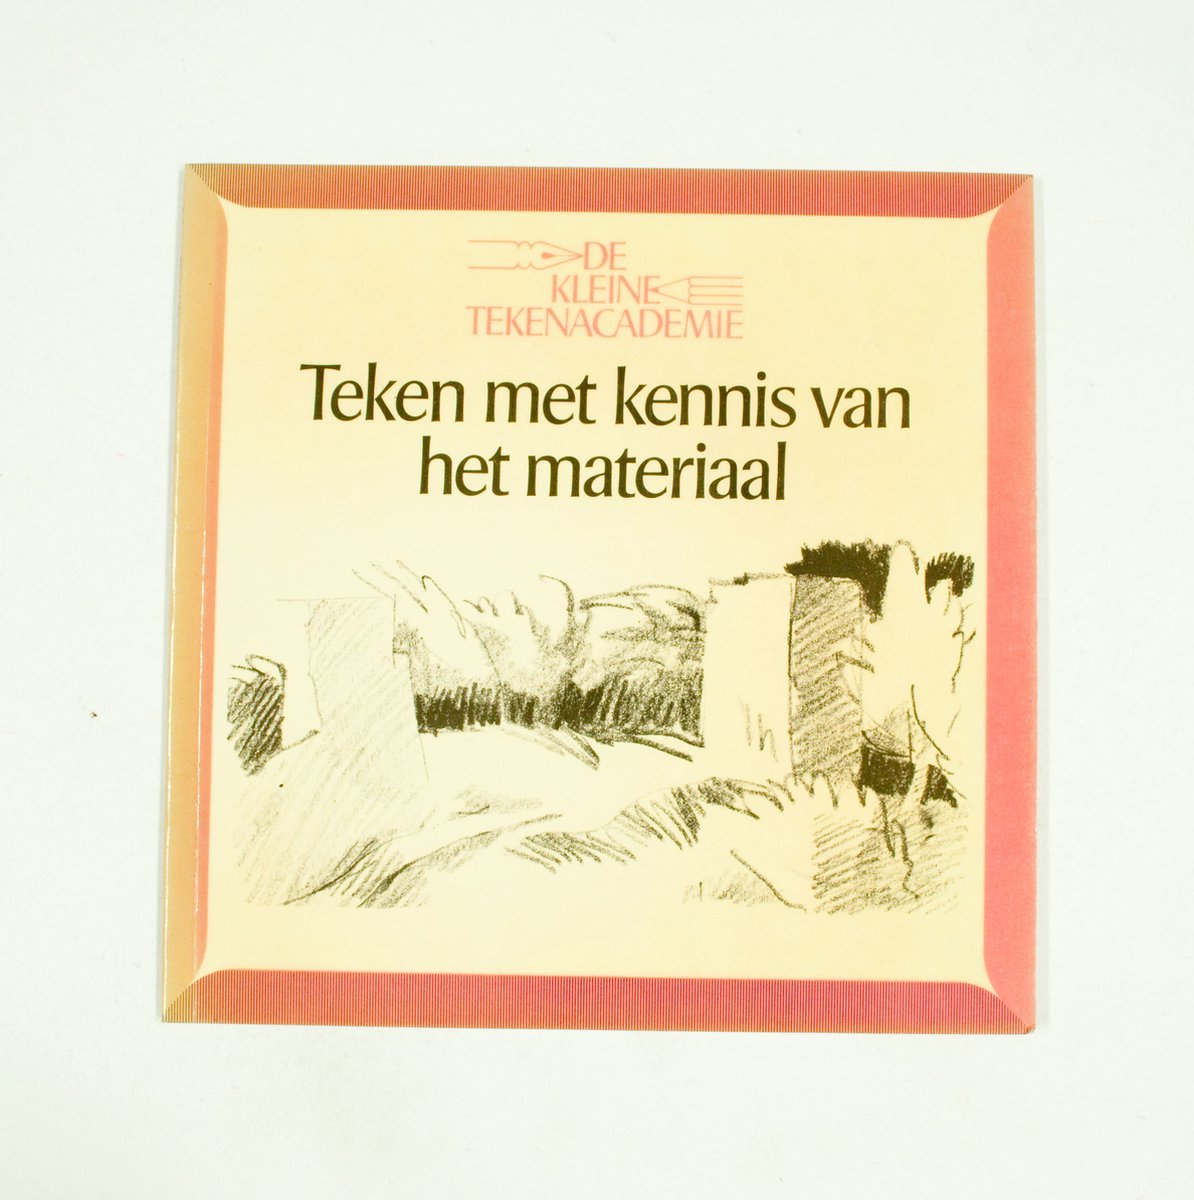 DE
KLEINE
TEKENACADEMIE
Teken met kennis van
het materiaal